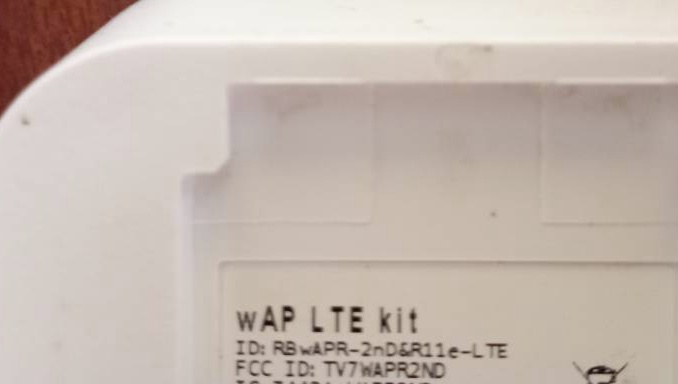 wAP LTE kit
ID: RBwAPR-2nD&R11e-LTE
FCC ID: TV7WAPR2ND